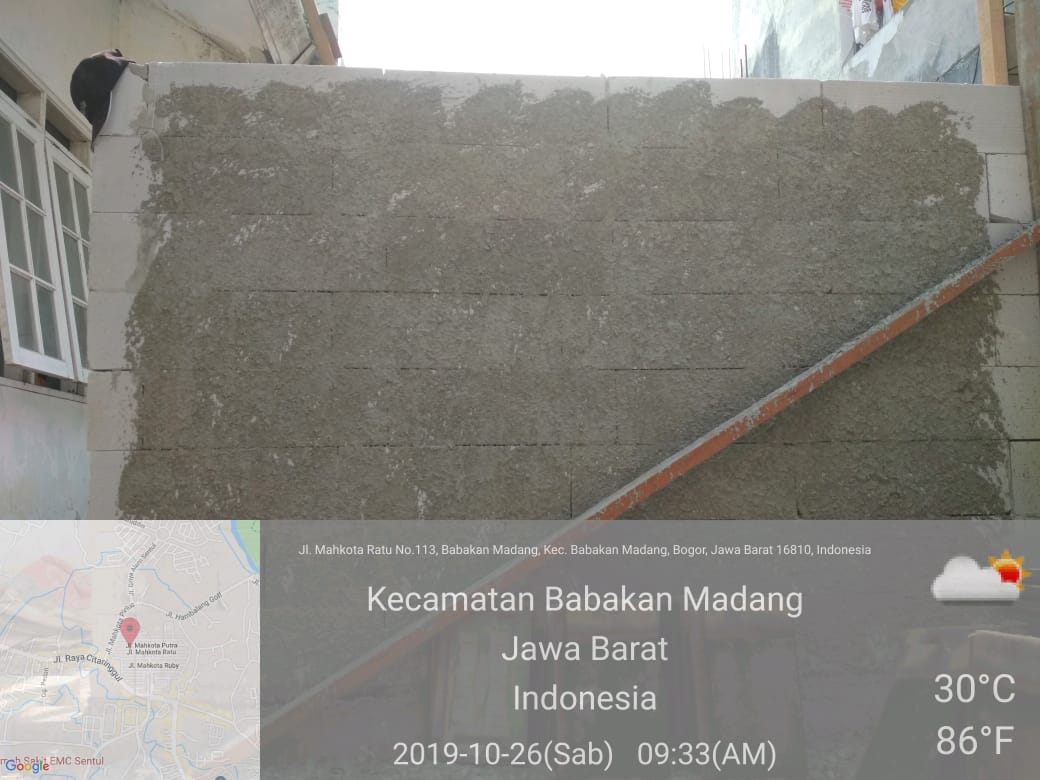 Jl. Mahkota Ratu No.113, Babakan Madang, Kec. Babakan Madang, Bogor, Jawa Barat 16810, Indonesia
Kecamatan Babakan Madang
Jawa Barat
Indonesia
2019-10-26(Sab) 09:33(AM)
30°C
86°F
Jl. Hambalang Golf
Jl. Mahkota Putra
Jl. Mahkota Ratu
Jl. Mahkota Ruby
Jl. Raya Citaringgul
Sakit EMC Sentul
Google